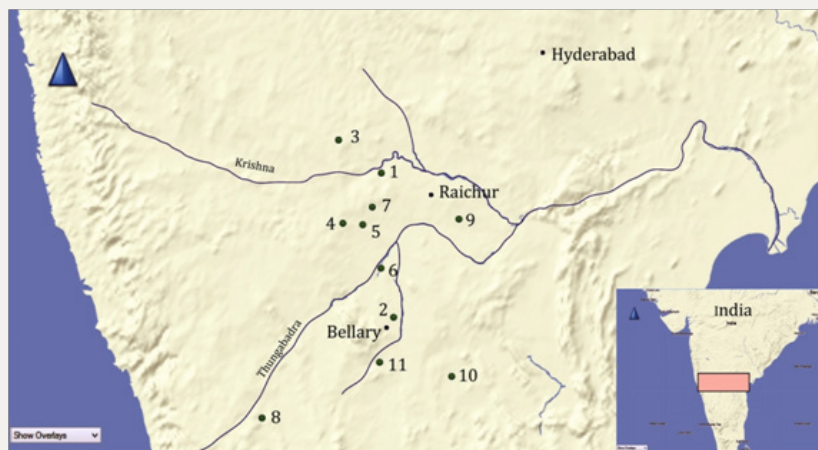 Hyderabad
3
Krishna
1
Raichur
7
4
5
9
6
2
Bellary
Thungabadra
11
10
8
India
India
Show Overlays